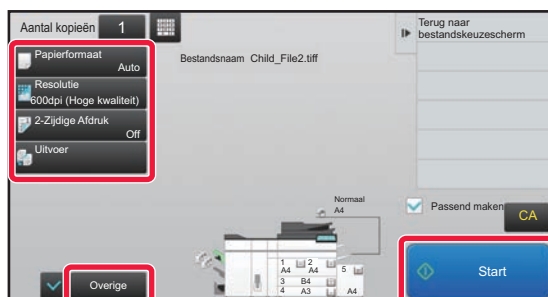 Aantal kopieën 1
Terug naar
bestandskeuzescherm
Papierformaat
Auto
Bestandsnaam Child_File2.tiff
Resolutie
600dpi (Hoge kwaliteit)
2-Zijdige Afdruk
Off
Uitvoer
Normaal
A4
Passend maken
CA
1 2
A4 A4 5
3 B4
4 A3 A4
Overige
Start